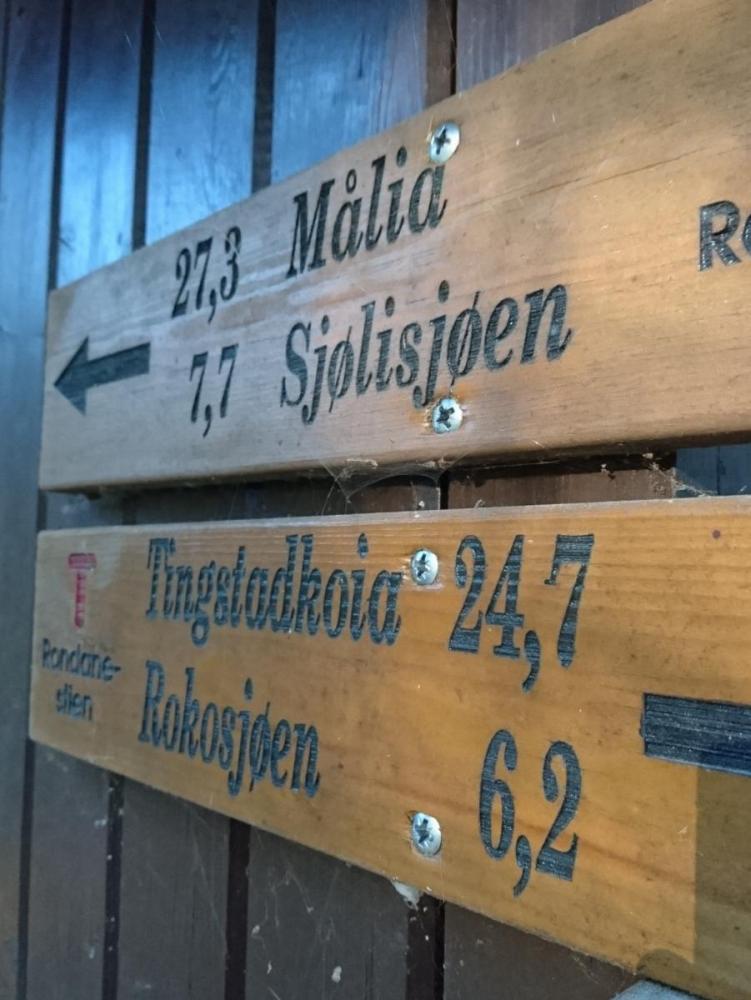 27,3 Målia
7,7 Sjølisjøen
T
Rondane-
stien
Tingstadkoia 24,7
Rokosjøen 6,2